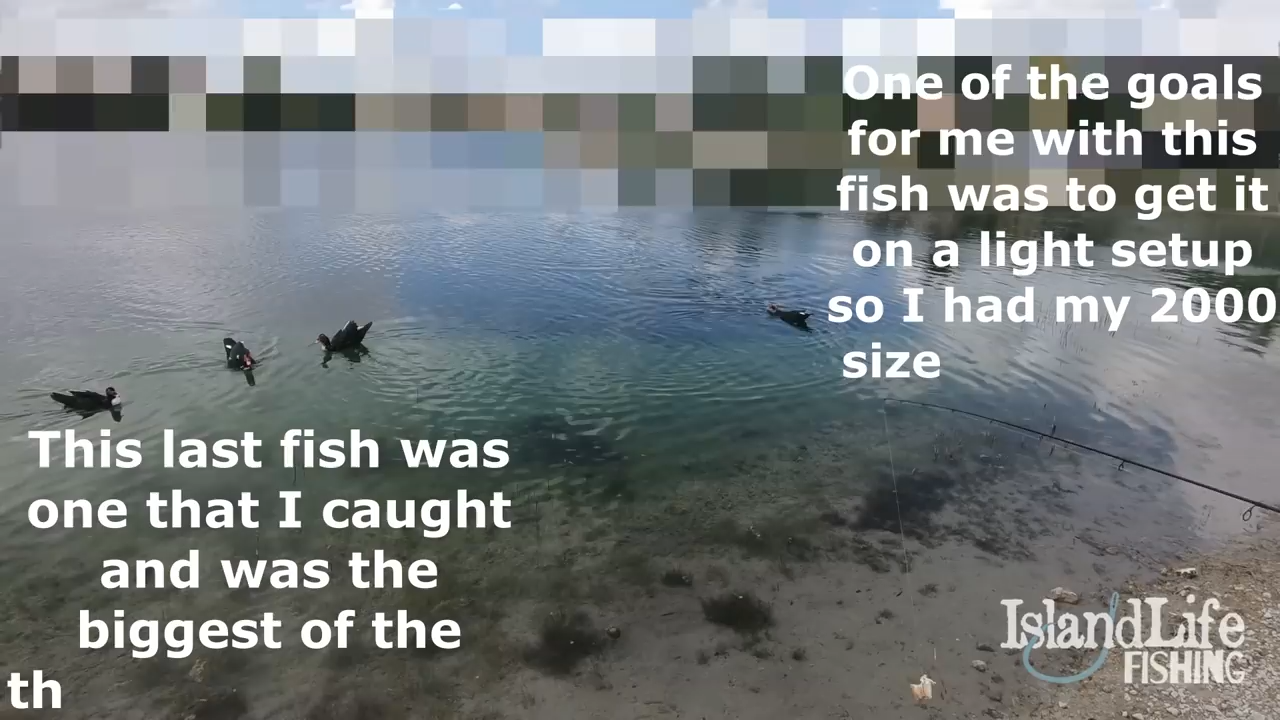 One of the goals
for me with this
fish was to get it
on a light setup
so I had my 2000
size
This last fish was
one that I caught
and was the
biggest of the
th
IslandLife
FISHING